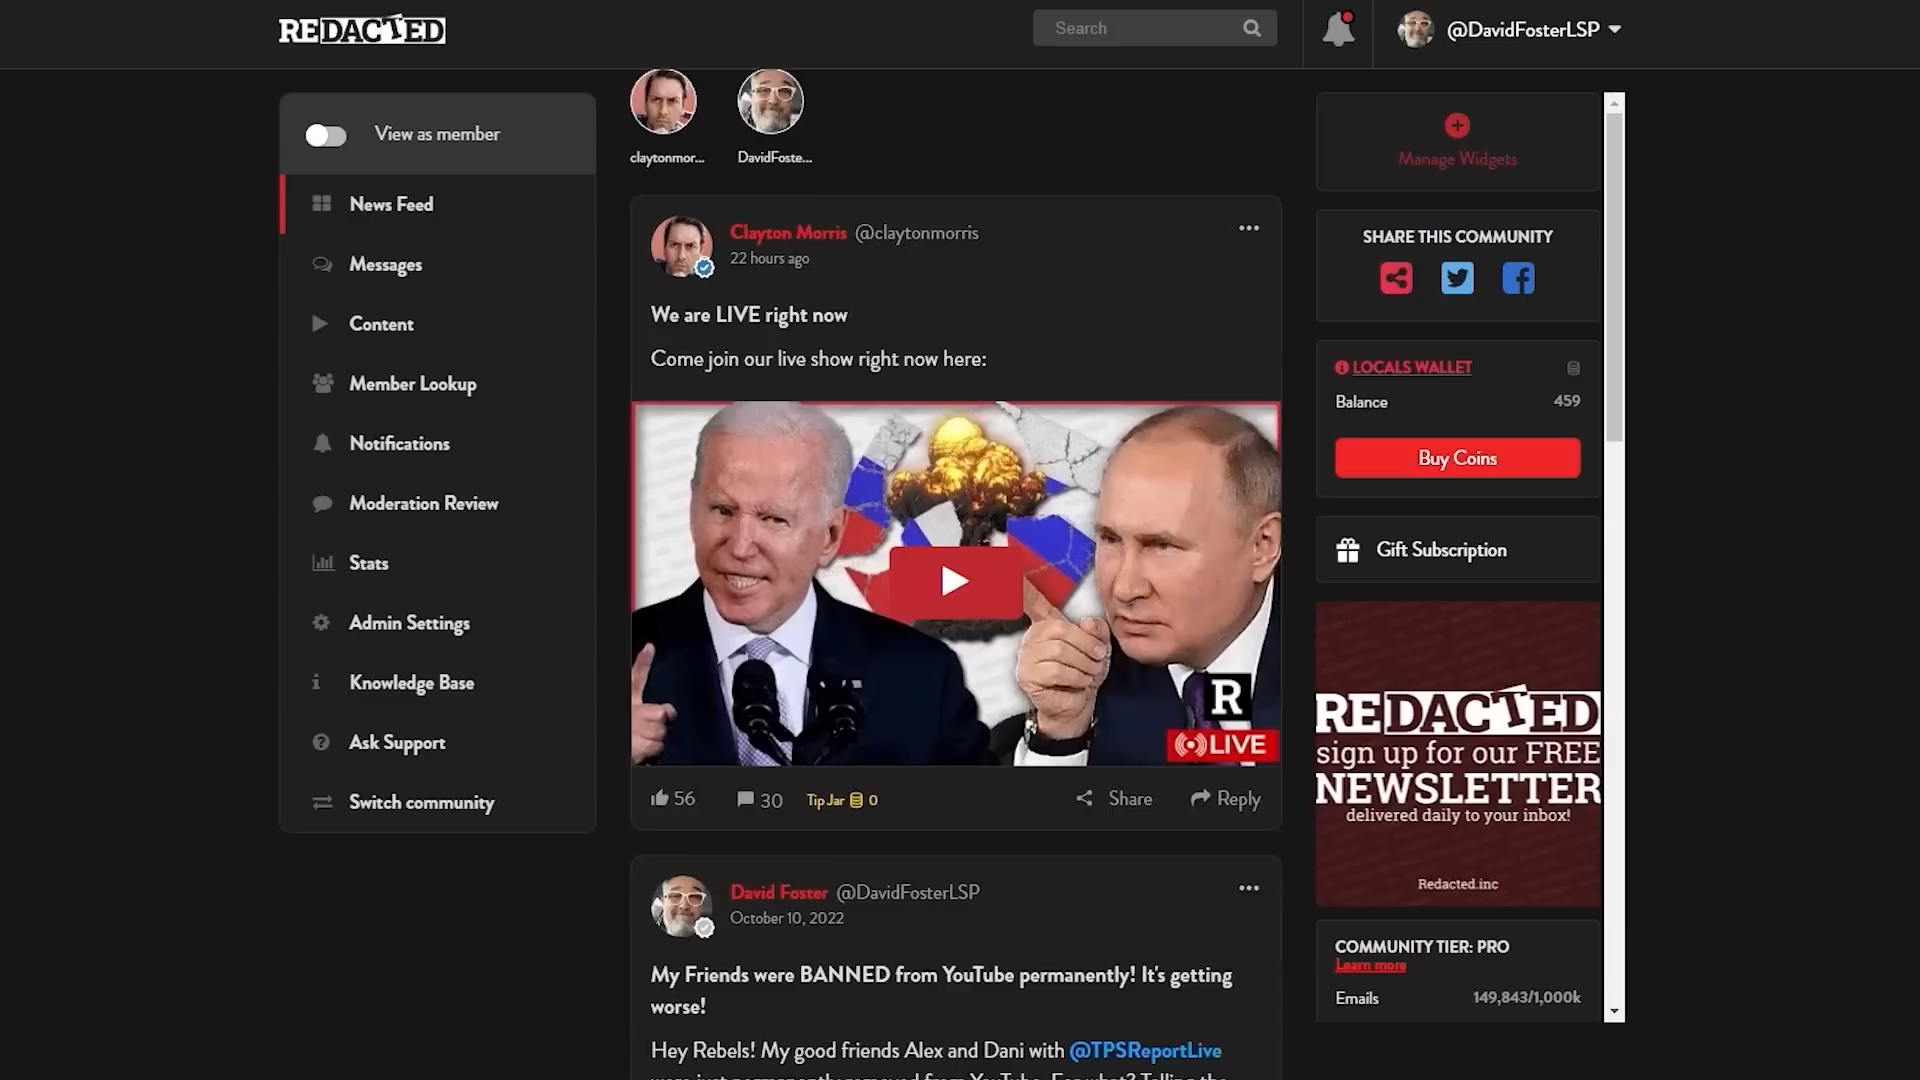 REDACTED
Search
@DavidFosterLSP
View as member
News Feed
Messages
Content
Member Lookup
Notifications
Moderation Review
Stats
Admin Settings
Knowledge Base
Ask Support
Switch community
claytonmor...
DavidFoste...
Clayton Morris @claytonmorris
22 hours ago
We are LIVE right now
Come join our live show right now here:
R
LIVE
56
30
Tip Jar 0
Share
Reply
David Foster @DavidFosterLSP
October 10, 2022
My Friends were BANNED from YouTube permanently! It's getting
worse!
Hey Rebels! My good friends Alex and Dani with @TPSReportLive
Manage Widgets
SHARE THIS COMMUNITY
LOCALS WALLET
Balance 459
Buy Coins
Gift Subscription
REDACTED
sign up for our FREE
NEWSLETTER
delivered daily to your inbox!
Redacted.inc
COMMUNITY TIER: PRO
Learn more
Emails 149,843/1,000k